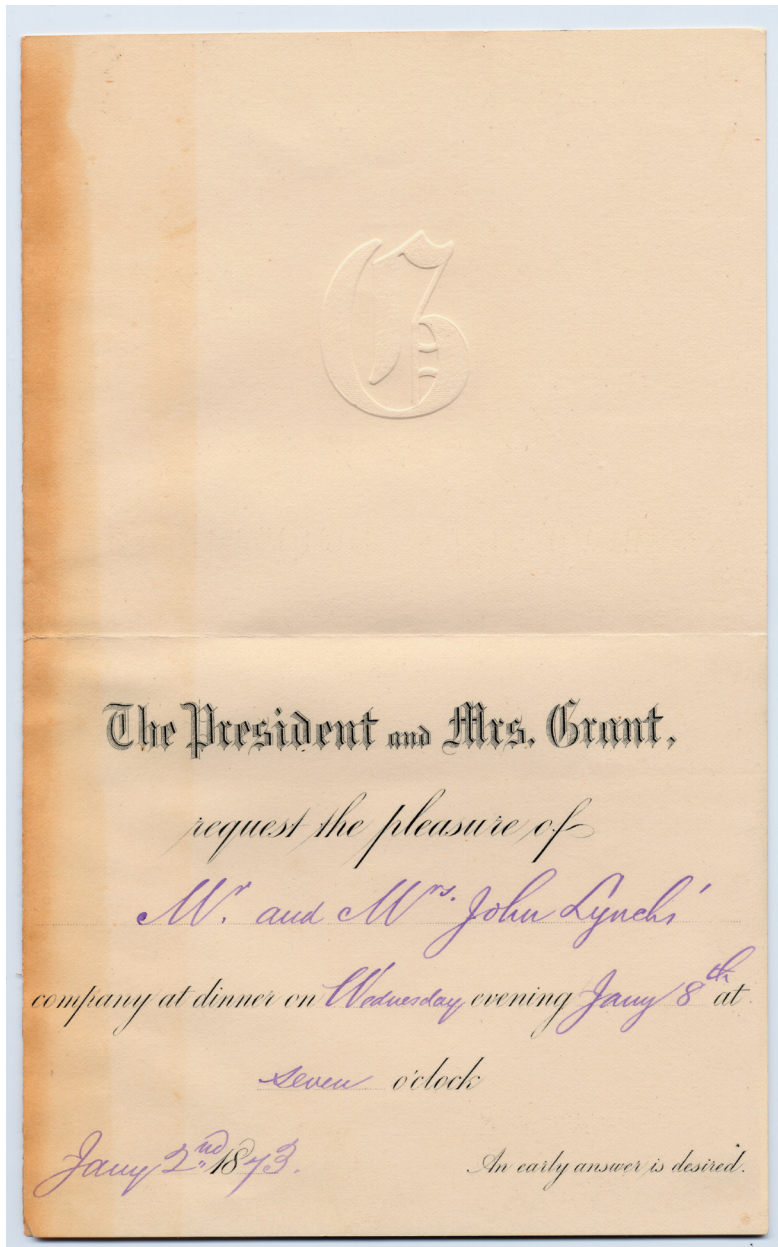 G
The President and Mrs. Grant,
request the pleasure of
Mr. and Mrs. John Lynchs'
company at dinner on Wednesday evening Jany 8th at
seven o'clock
Jany 2nd 1873.
An early answer is desired.